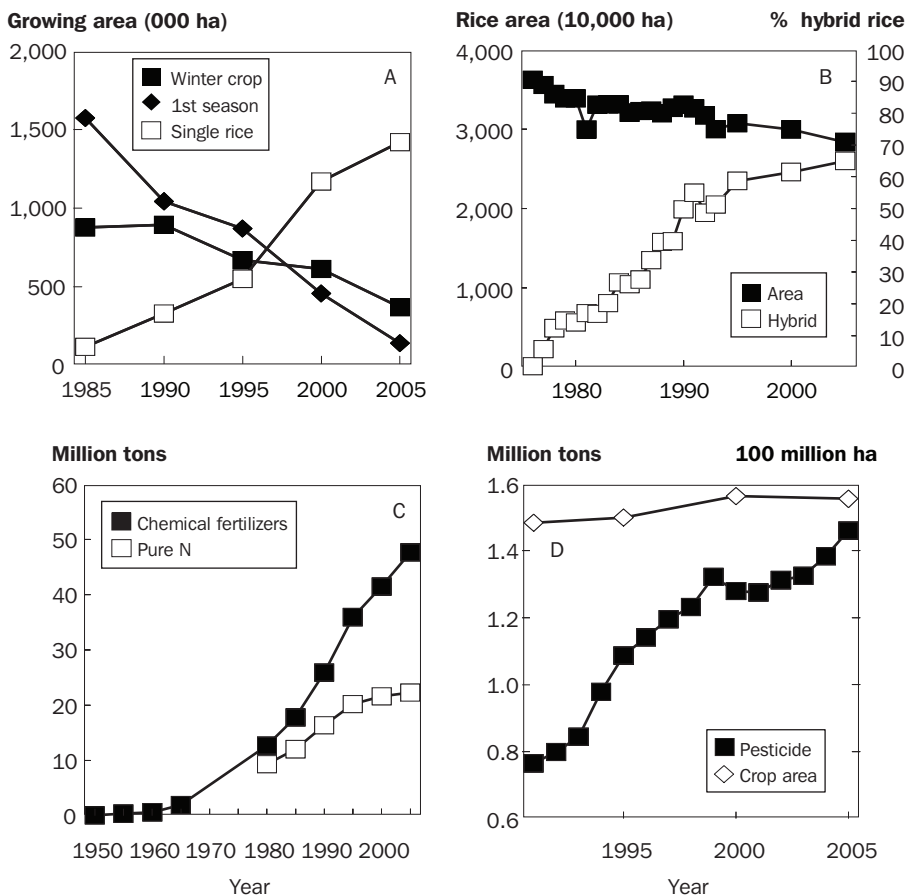 Growing area (000 ha)
2,000
1,500
1,000
500
0
1985 1990 1995 2000 2005
A
Winter crop
1st season
Single rice
Rice area (10,000 ha) % hybrid rice
4,000
3,000
2,000
1,000
0
100
90
80
70
60
50
40
30
20
10
0
1980 1990 2000
B
Area
Hybrid
Million tons
60
50
40
30
20
10
0
1950 1960 1970 1980 1990 2000
Year
C
Chemical fertilizers
Pure N
Million tons 100 million ha
1.6
1.4
1.2
1.0
0.8
0.6
1995 2000 2005
Year
D
Pesticide
Crop area